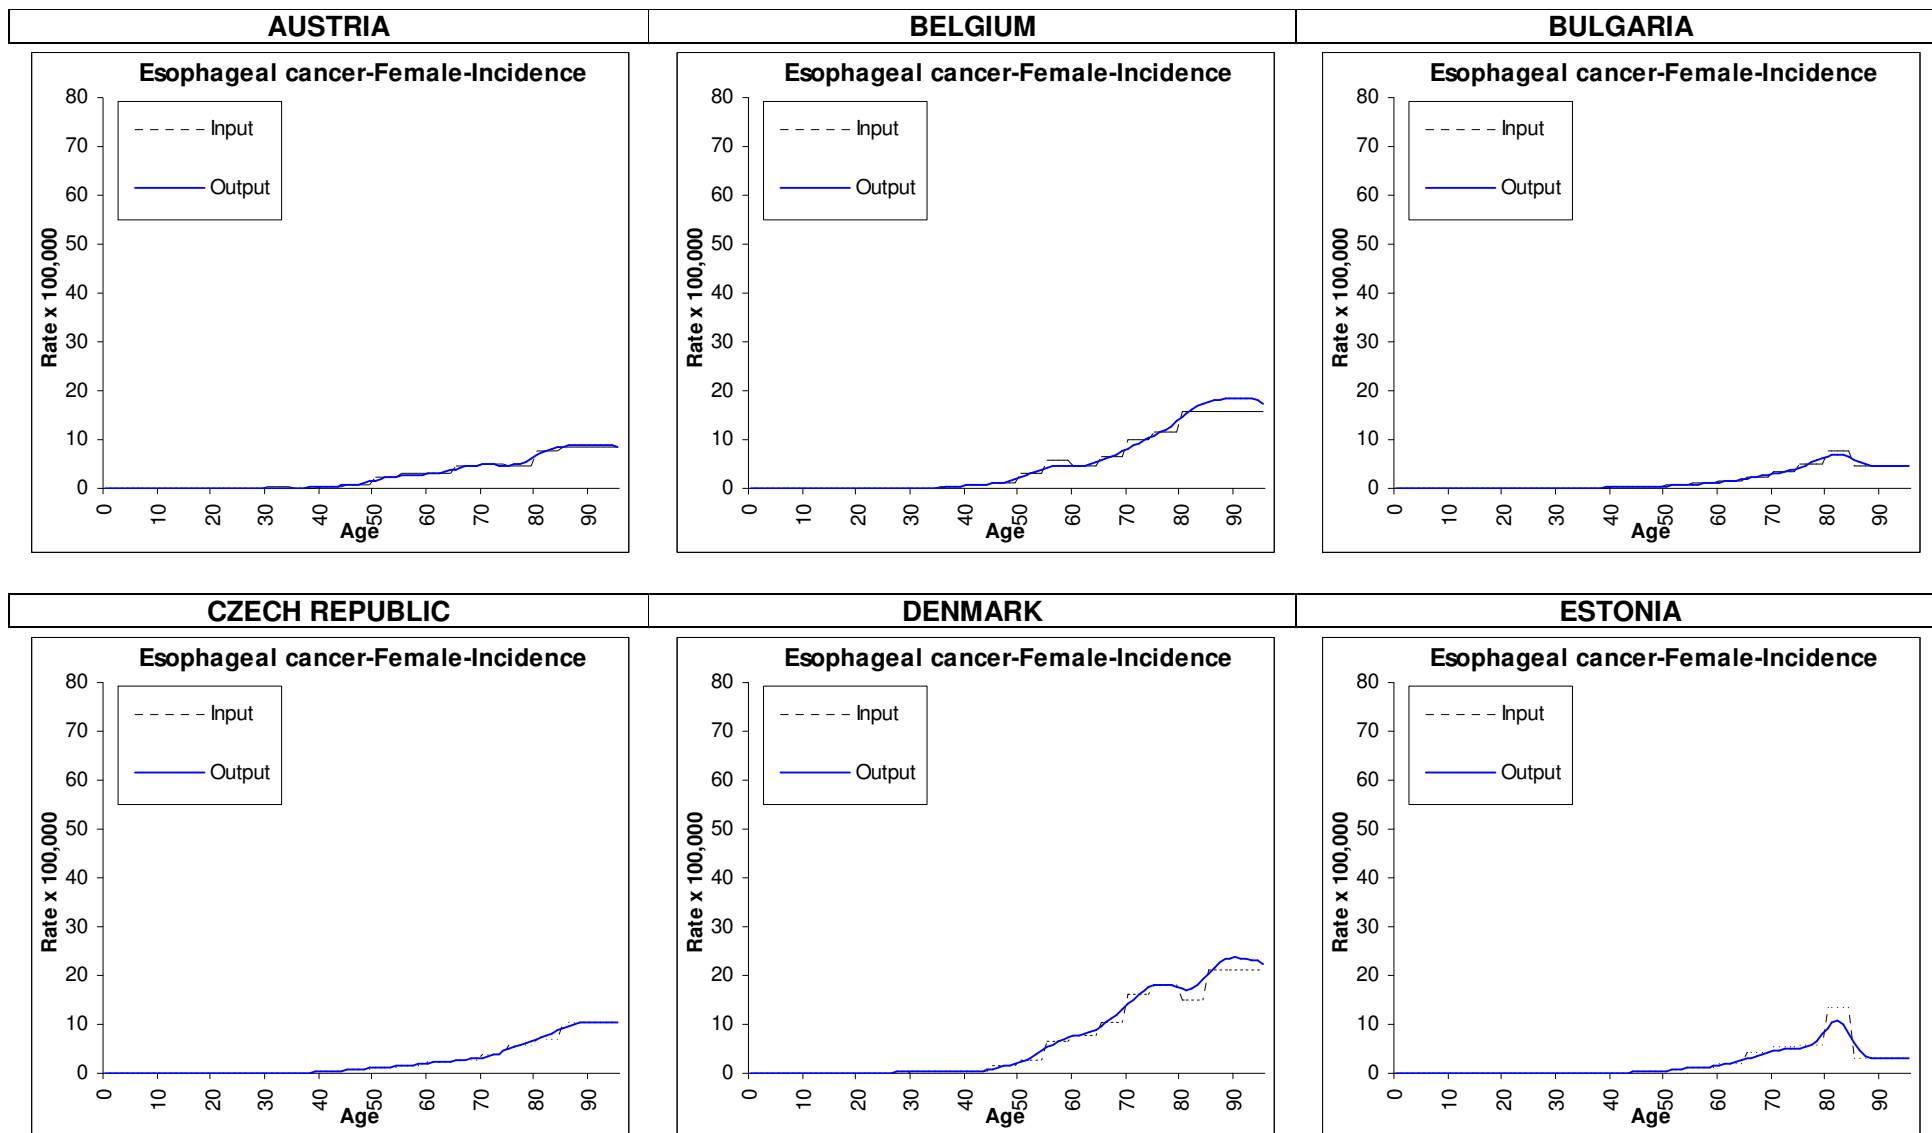 AUSTRIA BELGIUM BULGARIA
Esophageal cancer-Female-Incidence
80
70
60
50
40
30
20
10
0
Rate x 100,000
Input
Output
0 10 20 30 40 50 60 70 80 90
Age
Esophageal cancer-Female-Incidence
80
70
60
50
40
30
20
10
0
Rate x 100,000
Input
Output
0 10 20 30 40 50 60 70 80 90
Age
Esophageal cancer-Female-Incidence
80
70
60
50
40
30
20
10
0
Rate x 100,000
Input
Output
0 10 20 30 40 50 60 70 80 90
Age
CZECH REPUBLIC DENMARK ESTONIA
Esophageal cancer-Female-Incidence
80
70
60
50
40
30
20
10
0
Rate x 100,000
Input
Output
0 10 20 30 40 50 60 70 80 90
Age
Esophageal cancer-Female-Incidence
80
70
60
50
40
30
20
10
0
Rate x 100,000
Input
Output
0 10 20 30 40 50 60 70 80 90
Age
Esophageal cancer-Female-Incidence
80
70
60
50
40
30
20
10
0
Rate x 100,000
Input
Output
0 10 20 30 40 50 60 70 80 90
Age